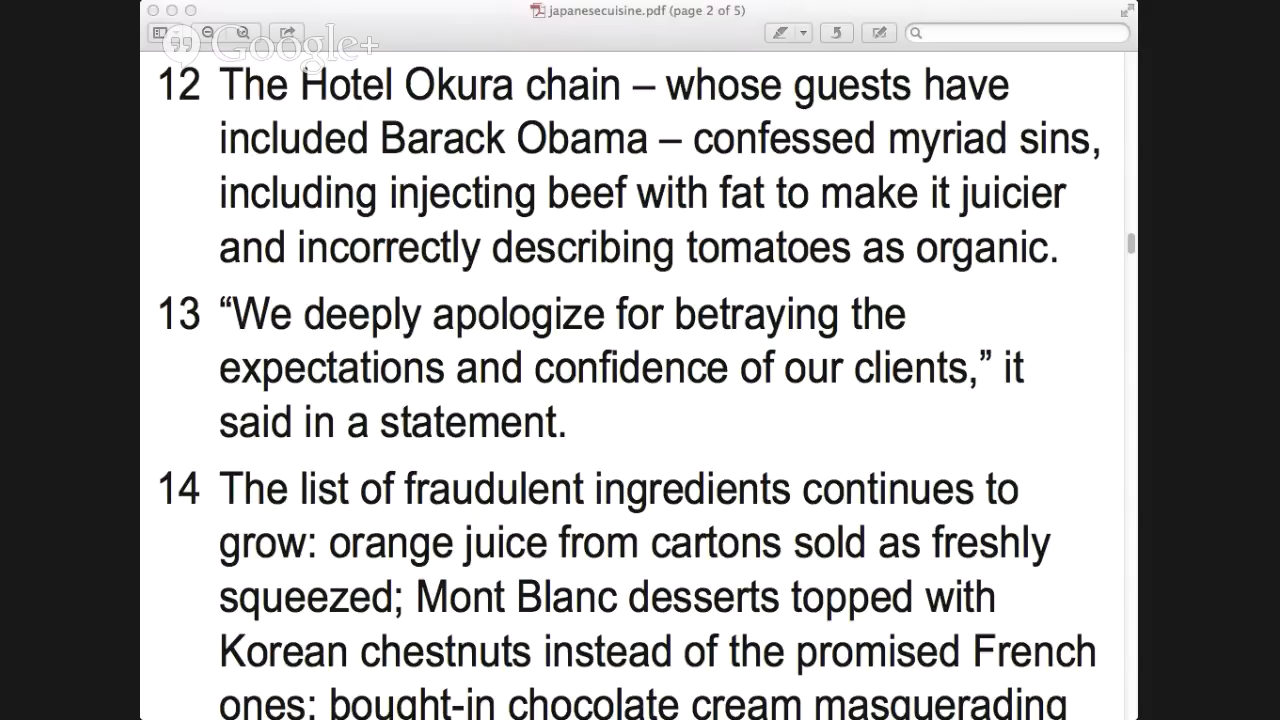 japanesecuisine.pdf (page 2 of 5)
Google+
12 The Hotel Okura chain – whose guests have
included Barack Obama – confessed myriad sins,
including injecting beef with fat to make it juicier
and incorrectly describing tomatoes as organic.
13 “We deeply apologize for betraying the
expectations and confidence of our clients,” it
said in a statement.
14 The list of fraudulent ingredients continues to
grow: orange juice from cartons sold as freshly
squeezed; Mont Blanc desserts topped with
Korean chestnuts instead of the promised French
ones; bought-in chocolate cream masquerading